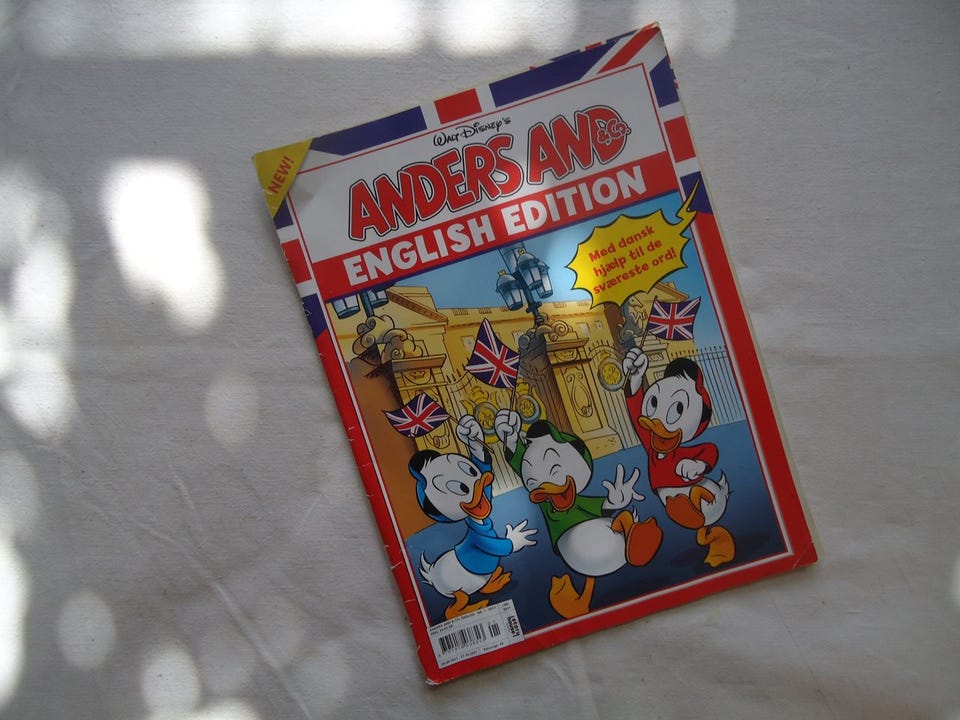 NEW!
WALT DISNEY'S
ANDERS AND
&CO.
ENGLISH EDITION
Med dansk
hjælp til de
sværeste ord!